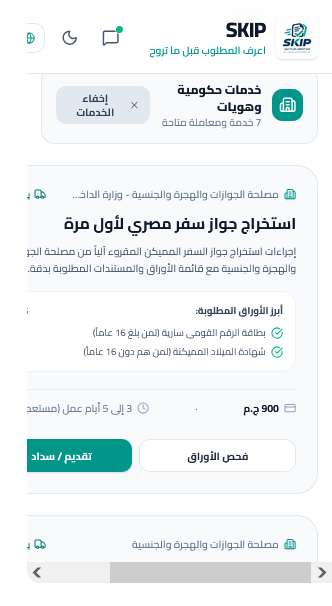 SKIP
اعرف المطلوب قبل ما تروح
SKIP
خدمات حكومية
وهويات
7 خدمة ومعاملة متاحة
إخفاء
الخدمات
مصلحة الجوازات والهجرة والجنسية - وزارة الداخ...
استخراج جواز سفر مصري لأول مرة
إجراءات استخراج جواز السفر المميكن المقروء آلياً من مصلحة
والهجرة والجنسية مع قائمة الأوراق والمستندات المطلوبة بدقة.
أبرز الأوراق المطلوبة:
بطاقة الرقم القومي سارية (لمن بلغ 16 عاماً)
شهادة الميلاد المميكنة (لمن هم دون 16 عاماً)
900 ج.م
·
3 إلى 5 أيام عمل
فحص الأوراق
تقديم / سداد
مصلحة الجوازات والهجرة والجنسية